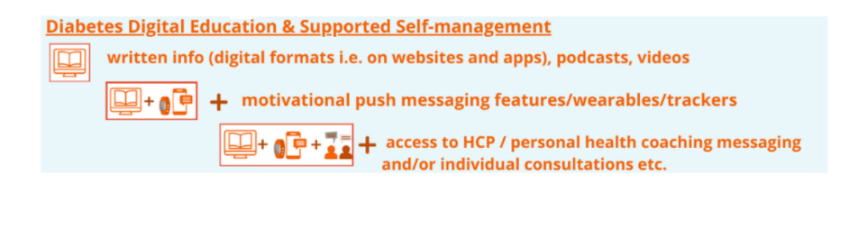 Diabetes Digital Education & Supported Self-management
written info (digital formats i.e. on websites and apps), podcasts, videos
+ + motivational push messaging features/wearables/trackers
+ + + access to HCP / personal health coaching messaging
and/or individual consultations etc.